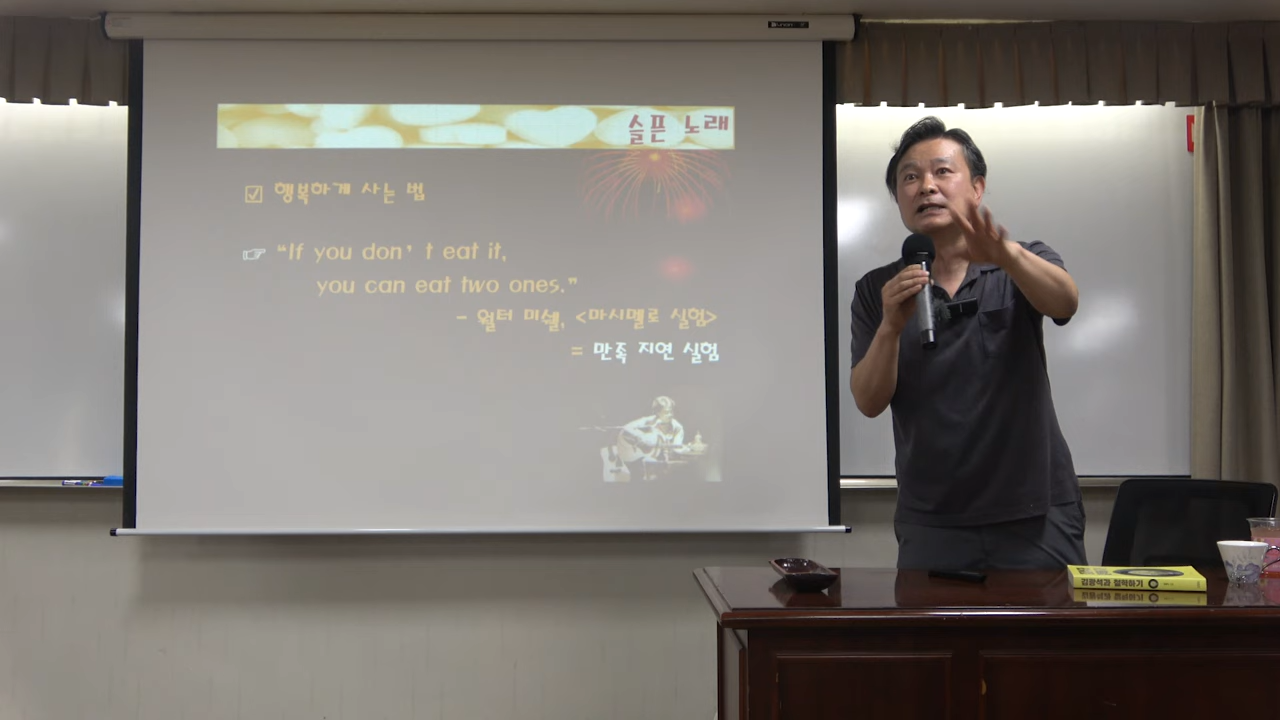 슬픈 노래
행복하게 사는 법
“If you don’t eat it,
you can eat two ones.”
- 월터 미쉘, <마시멜로 실험>
= 만족 지연 실험
김광석과 철학하기